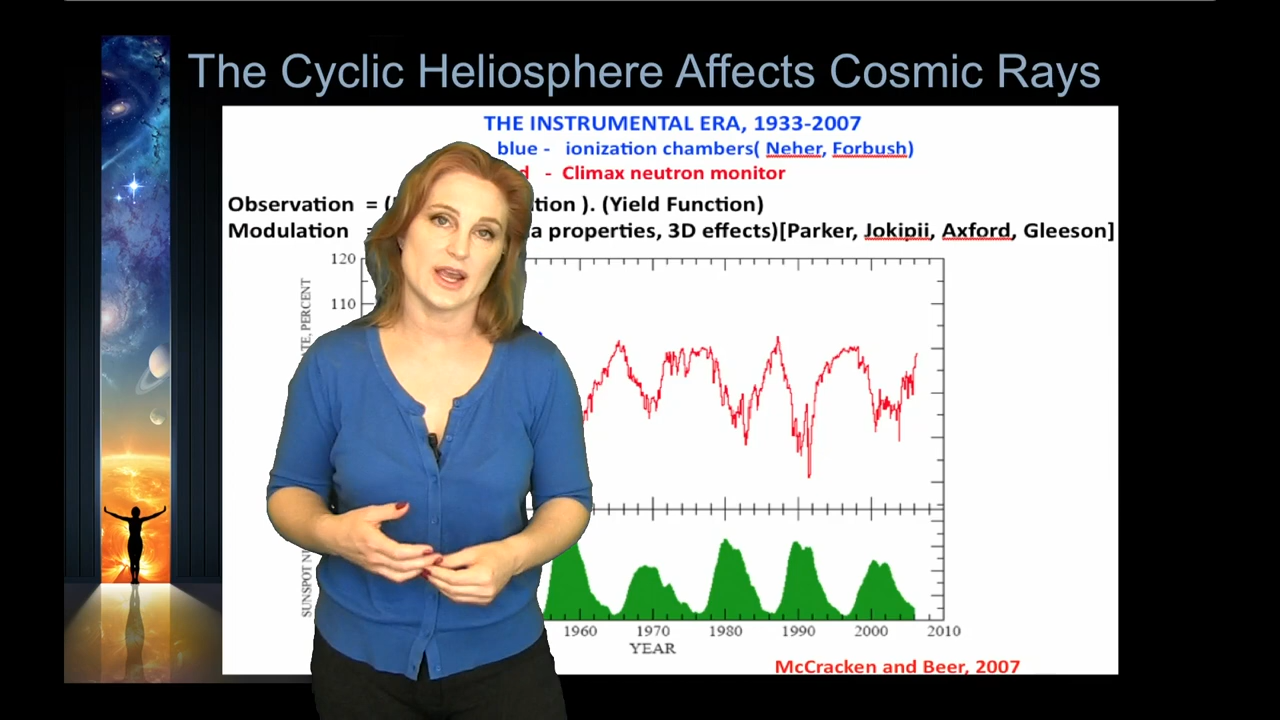 The Cyclic Heliosphere Affects Cosmic Rays
THE INSTRUMENTAL ERA, 1933-2007
blue - ionization chambers( Neher, Forbush)
- Climax neutron monitor
Observation = ( ). (Yield Function)
Modulation properties, 3D effects)[Parker, Jokipii, Axford, Gleeson]
120
110
PERCENT
SUNSPOT
1960 1970 1980 1990 2000 2010
YEAR
McCracken and Beer, 2007